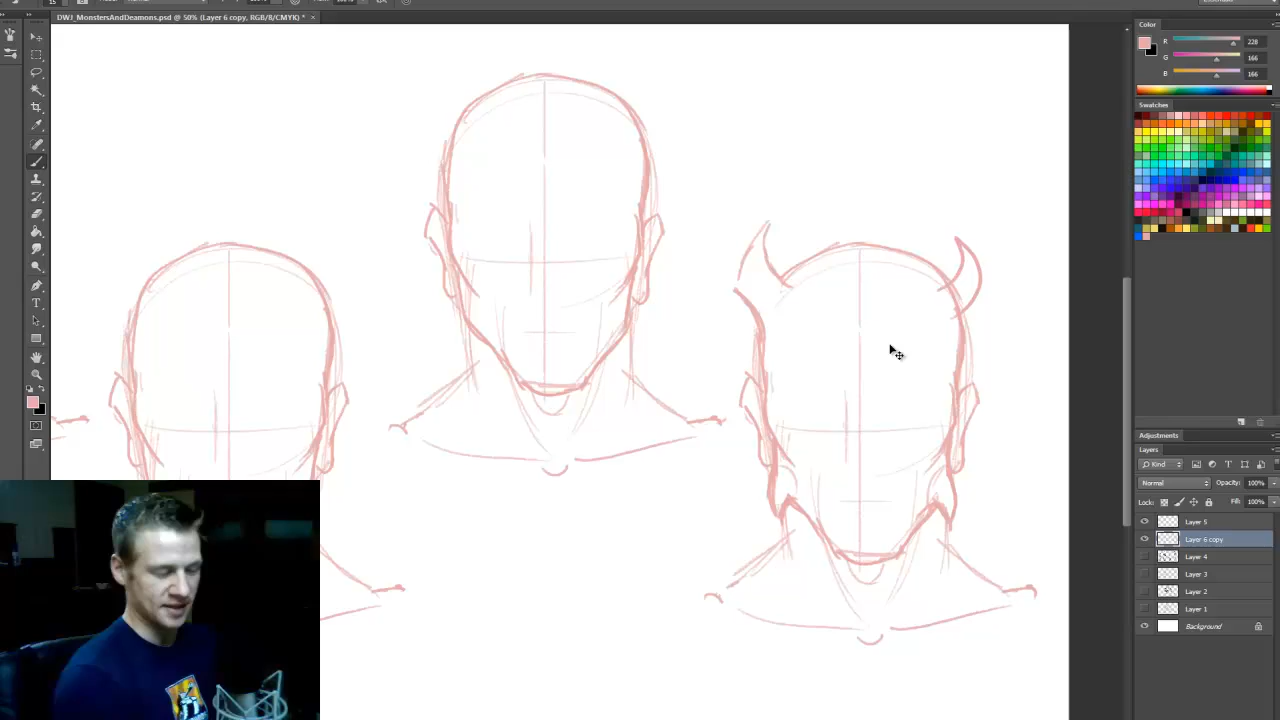 DWJ_MonstersAndDeamons.psd @ 50% (Layer 6 copy, RGB/8/CMYK) *
Color
R
228
G
166
B
166
Swatches
Adjustments
Layers
Kind
Normal
Opacity: 100%
Lock:
Fill: 100%
Layer 5
Layer 6 copy
Layer 4
Layer 3
Layer 2
Layer 1
Background